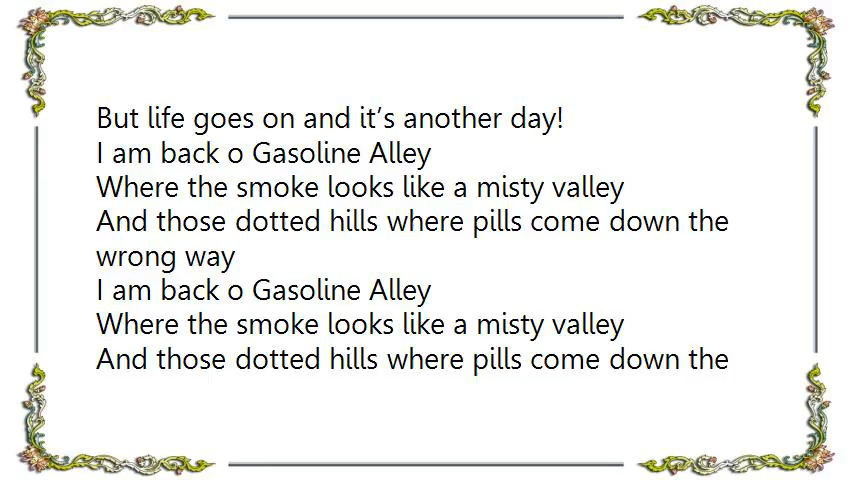 But life goes on and it’s another day!
I am back o Gasoline Alley
Where the smoke looks like a misty valley
And those dotted hills where pills come down the
wrong way
I am back o Gasoline Alley
Where the smoke looks like a misty valley
And those dotted hills where pills come down the